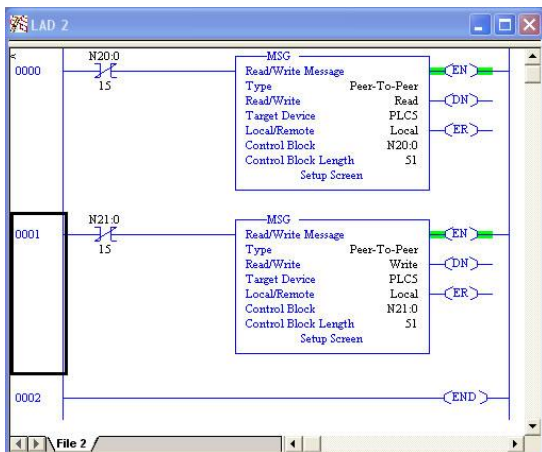 LAD 2
0000
N20:0
15
MSG
Read/Write Message
Type Peer-To-Peer
Read/Write Read
Target Device PLC5
Local/Remote Local
Control Block N20:0
Control Block Length 51
Setup Screen
EN
DN
ER
0001
N21:0
15
MSG
Read/Write Message
Type Peer-To-Peer
Read/Write Write
Target Device PLC5
Local/Remote Local
Control Block N21:0
Control Block Length 51
Setup Screen
EN
DN
ER
0002
END
File 2